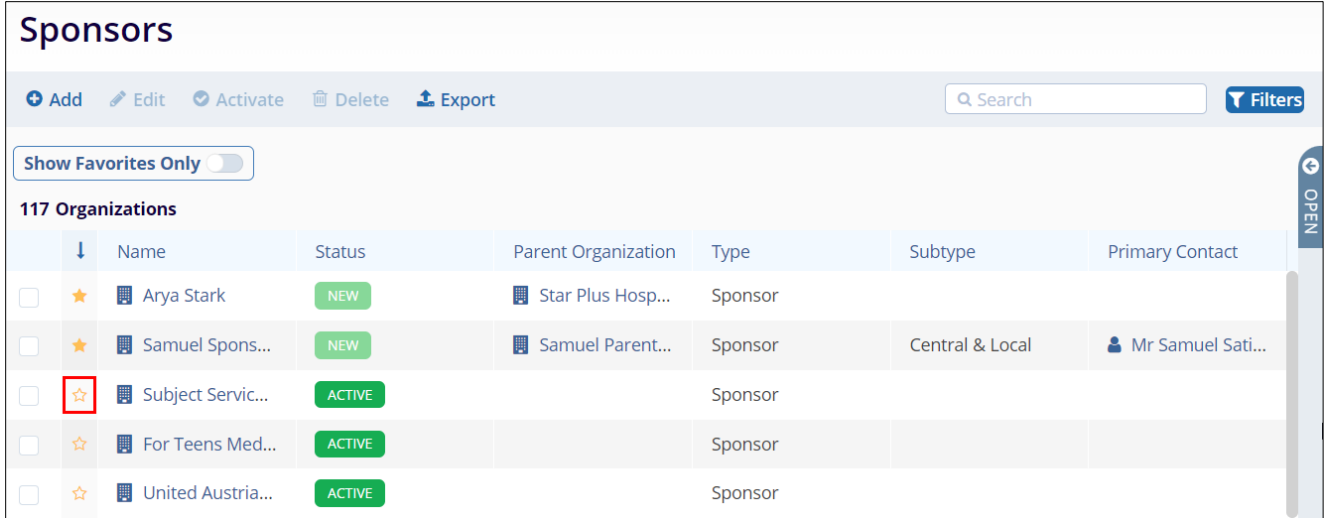 Sponsors
Add Edit Activate Delete Export Search Filters
Show Favorites Only
OPEN
117 Organizations
Name Status Parent Organization Type Subtype Primary Contact
Arya Stark NEW Star Plus Hosp... Sponsor
Samuel Spons... NEW Samuel Parent... Sponsor Central & Local Mr Samuel Sati...
Subject Servic... ACTIVE Sponsor
For Teens Med... ACTIVE Sponsor
United Austria... ACTIVE Sponsor